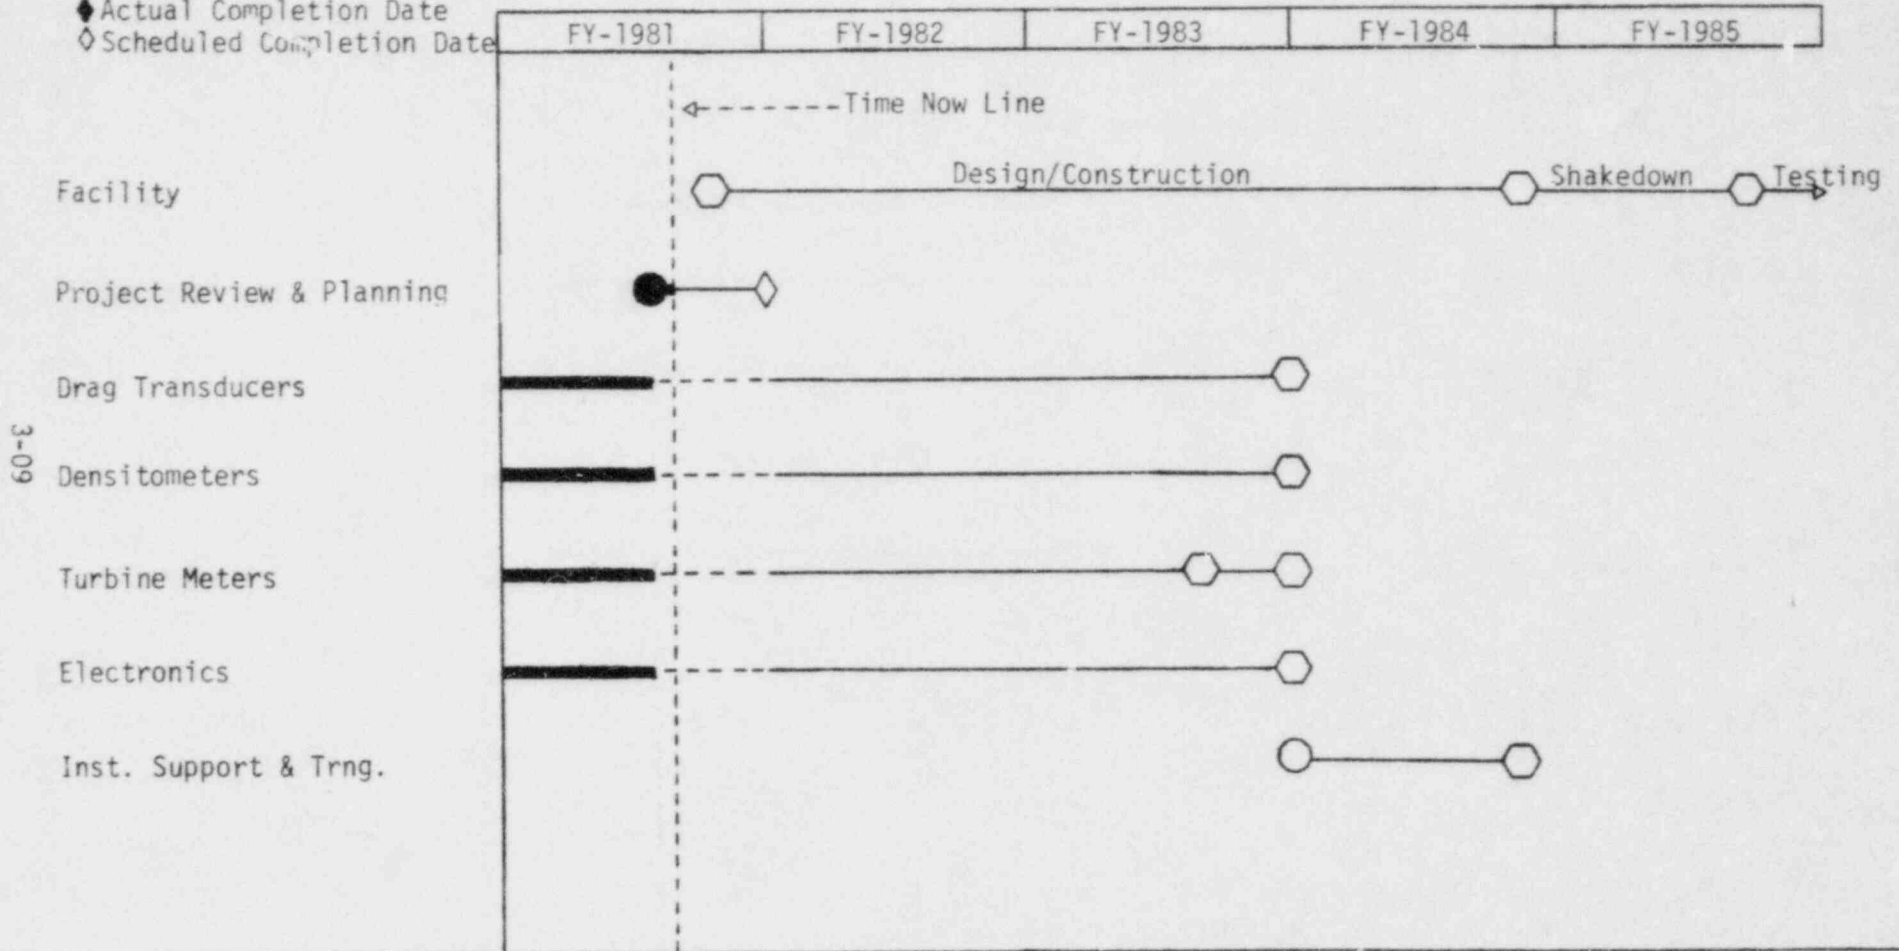 Actual Completion Date
Scheduled Completion Date
FY-1981 FY-1982 FY-1983 FY-1984 FY-1985
Time Now Line
Facility Design/Construction Shakedown Testing
Project Review & Planning
Drag Transducers
3-09
Densitometers
Turbine Meters
Electronics
Inst. Support & Trng.